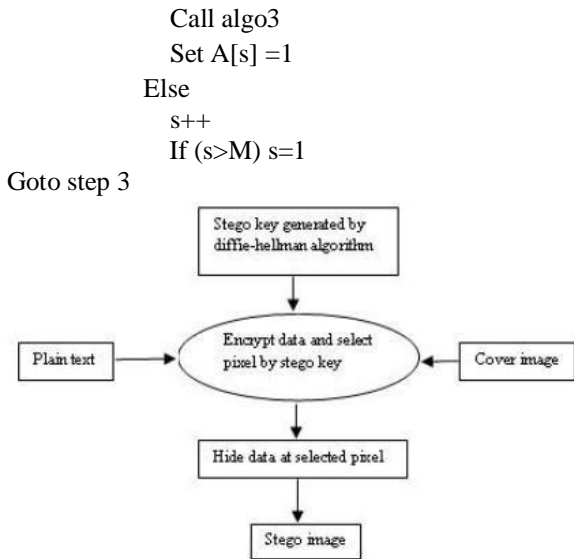 Call algo3
Set A[s] =1
Else
s++
If (s>M) s=1
Goto step 3
Stego key generated by
diffie-hellman algorithm
Encrypt data and select
pixel by stego key
Plain text
Cover image
Hide data at selected pixel
Stego image